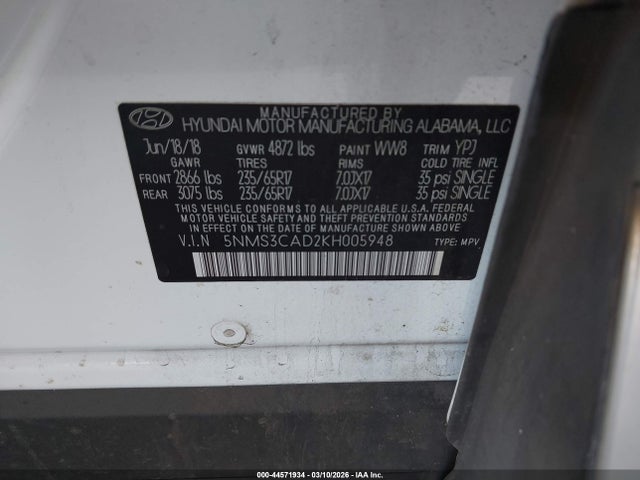 MANUFACTURED BY
HYUNDAI MOTOR MANUFACTURING ALABAMA, LLC
Jun/18/18 GVWR 4872 lbs PAINT WW8 TRIM YPJ
GAWR TIRES RIMS COLD TIRE INFL
FRONT 2866 lbs 235/65R17 7.0JX17 35 psi SINGLE
REAR 3075 lbs 235/65R17 7.0JX17 35 psi SINGLE
THIS VEHICLE CONFORMS TO ALL APPLICABLE U.S.A. FEDERAL
MOTOR VEHICLE SAFETY, BUMPER, AND THEFT PREVENTION
STANDARDS IN EFFECT ON THE DATE OF MANUFACTURE SHOWN ABOVE.
V.I.N 5NMS3CAD2KH005948 TYPE: MPV
000-44571934 | 03/10/2026 | IAA Inc.